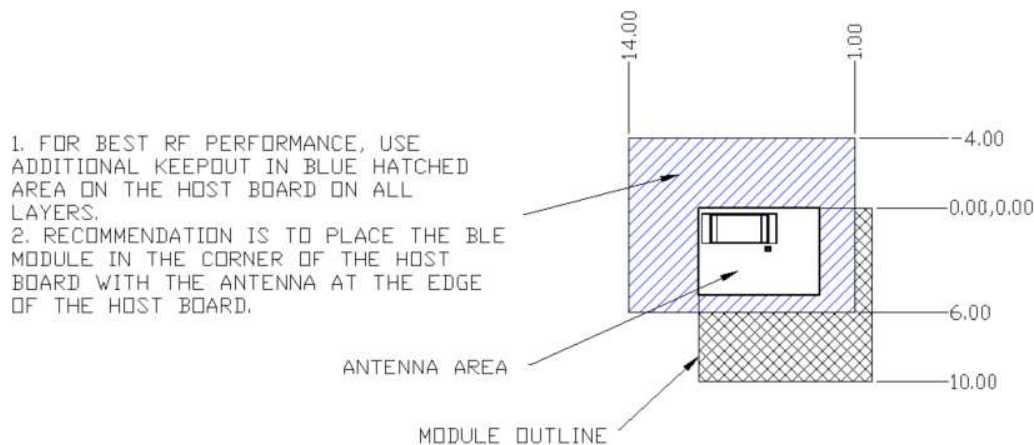 14.00
1.00
1. FOR BEST RF PERFORMANCE, USE
ADDITIONAL KEEPOUT IN BLUE HATCHED
AREA ON THE HOST BOARD ON ALL
LAYERS.
2. RECOMMENDATION IS TO PLACE THE BLE
MODULE IN THE CORNER OF THE HOST
BOARD WITH THE ANTENNA AT THE EDGE
OF THE HOST BOARD.
-4.00
0.00,0.00
6.00
10.00
ANTENNA AREA
MODULE OUTLINE